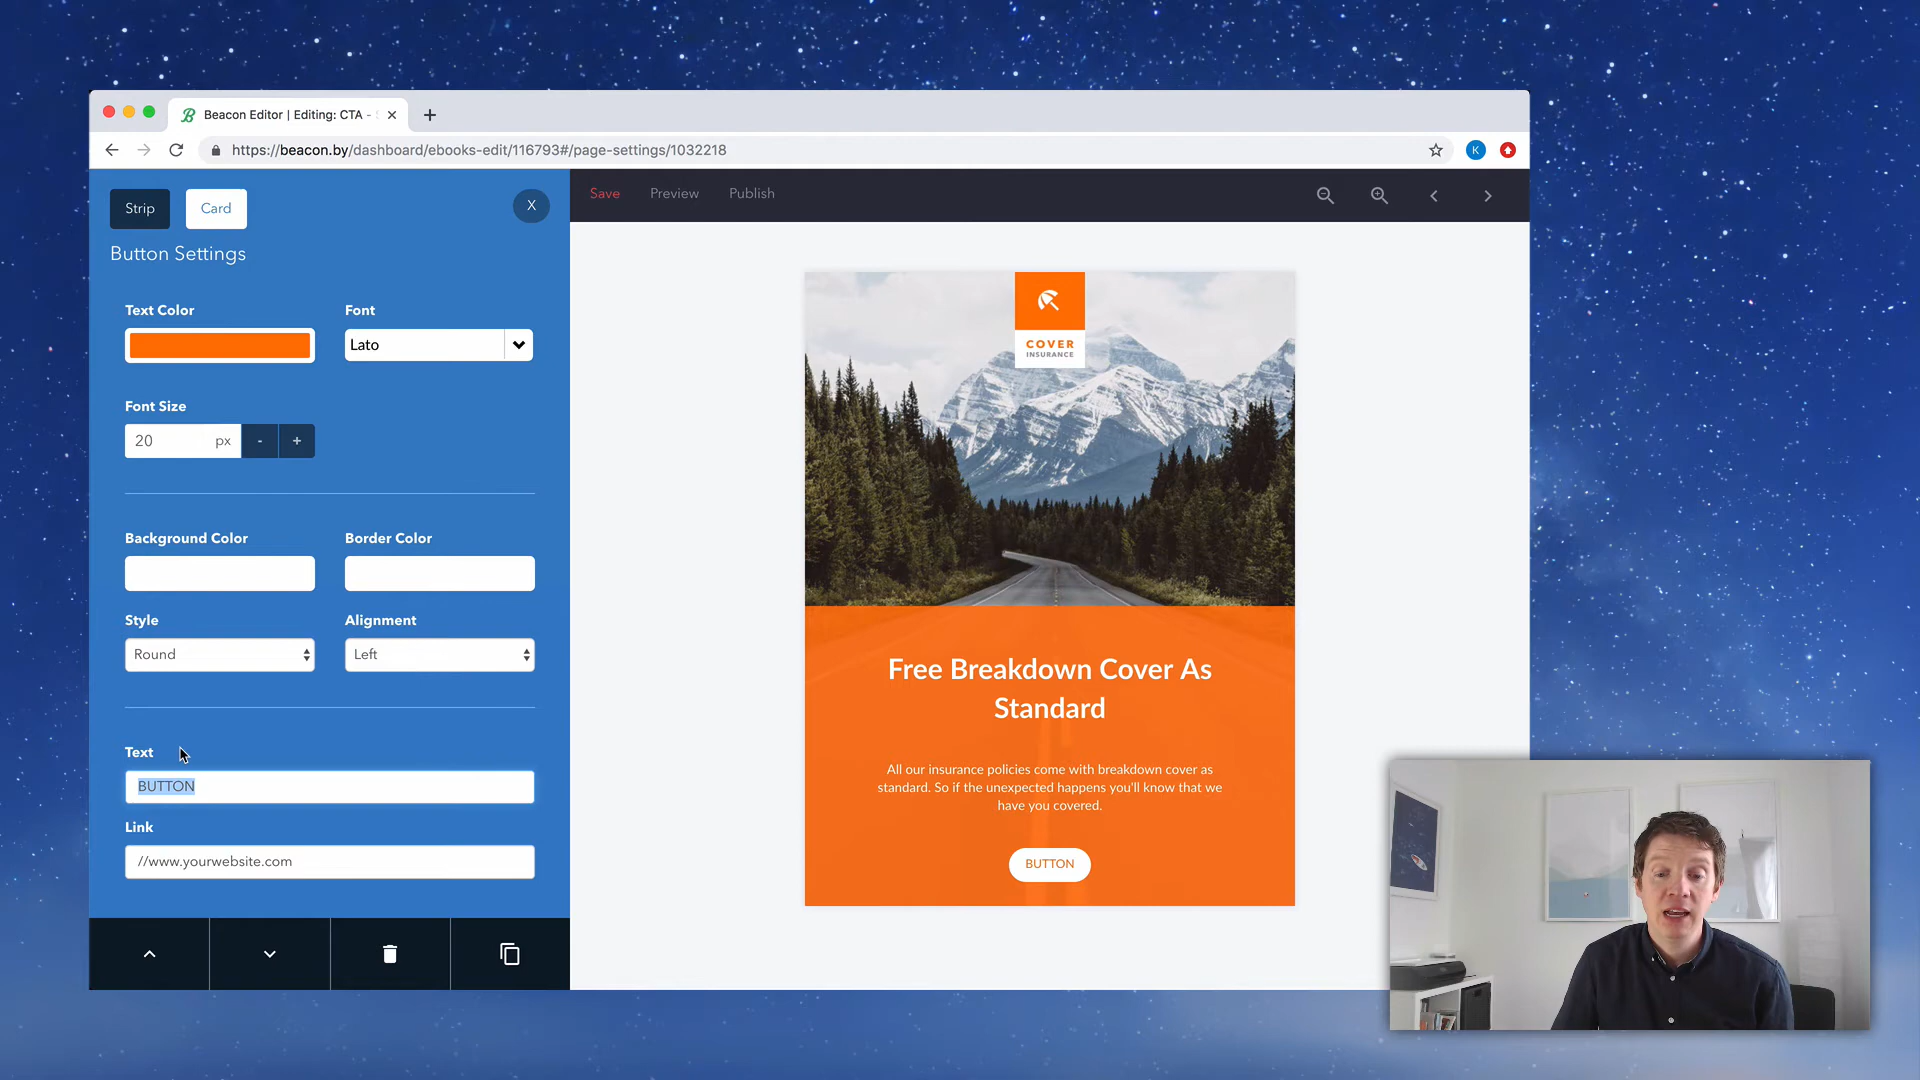 Beacon Editor | Editing: CTA -
https://beacon.by/dashboard/ebooks-edit/116793#/page-settings/1032218
K
Strip
Card
X
Save
Preview
Publish
Button Settings
Text Color
Font
Lato
Font Size
20
px
-
+
Background Color
Border Color
Style
Alignment
Round
Left
Text
BUTTON
Link
//www.yourwebsite.com
COVER
INSURANCE
Free Breakdown Cover As
Standard
All our insurance policies come with breakdown cover as
standard. So if the unexpected happens you'll know that we
have you covered.
BUTTON